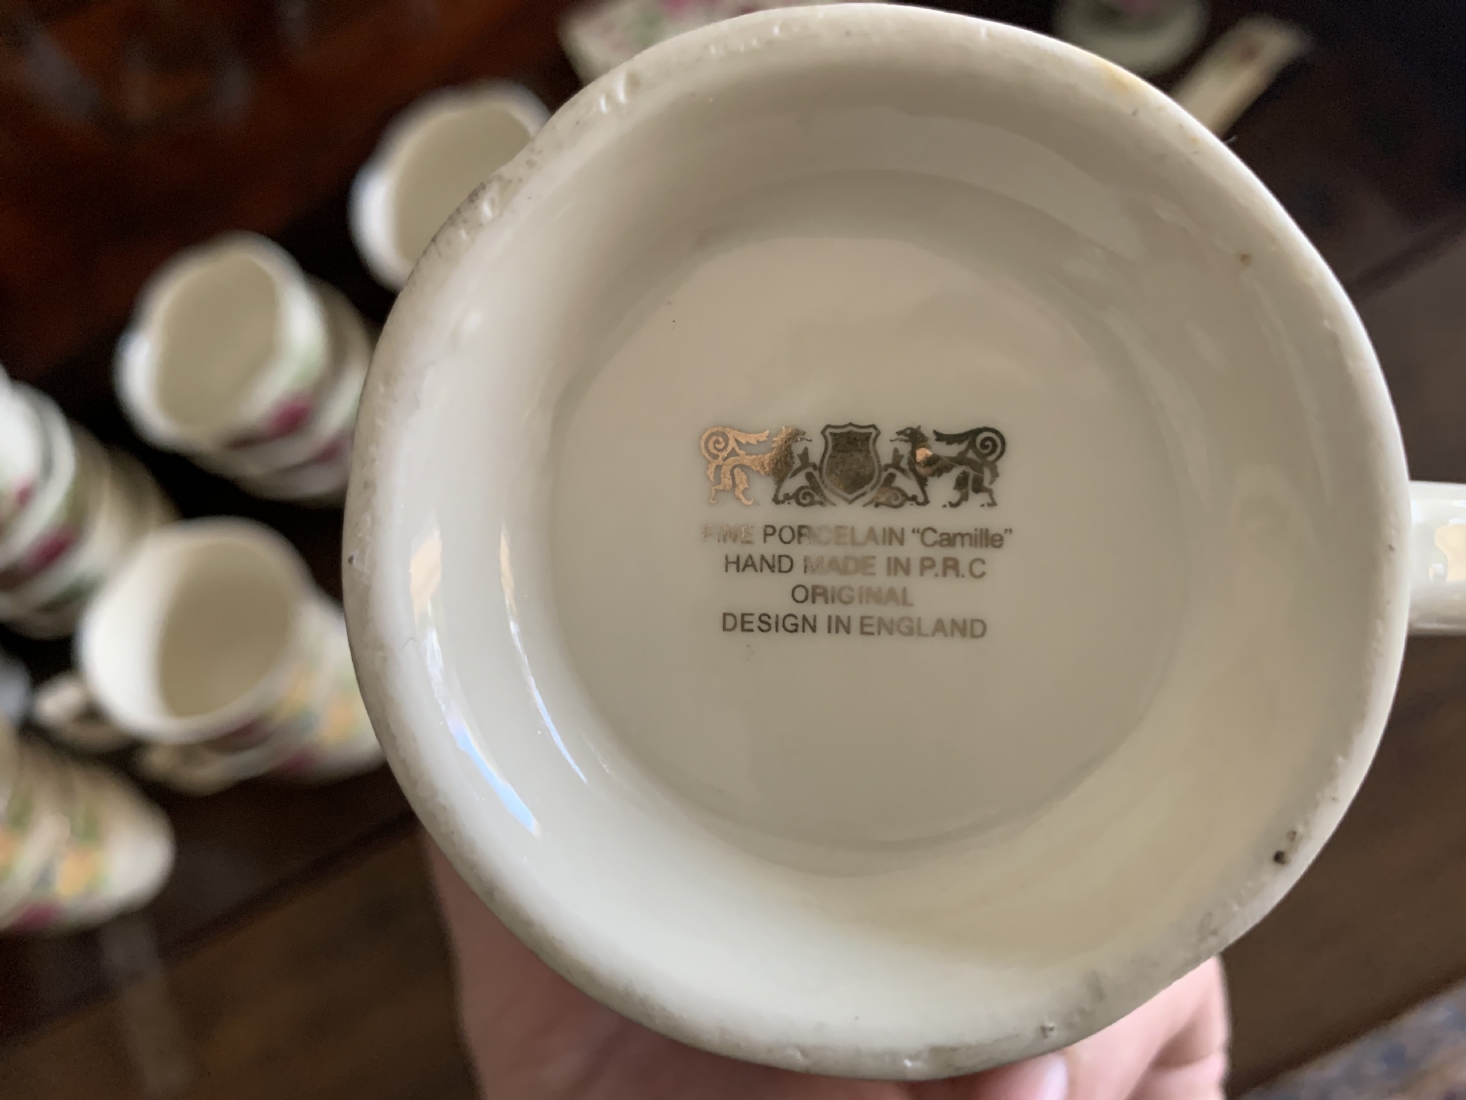 FINE PORCELAIN “Camille”
HAND MADE IN P.R.C
ORIGINAL
DESIGN IN ENGLAND